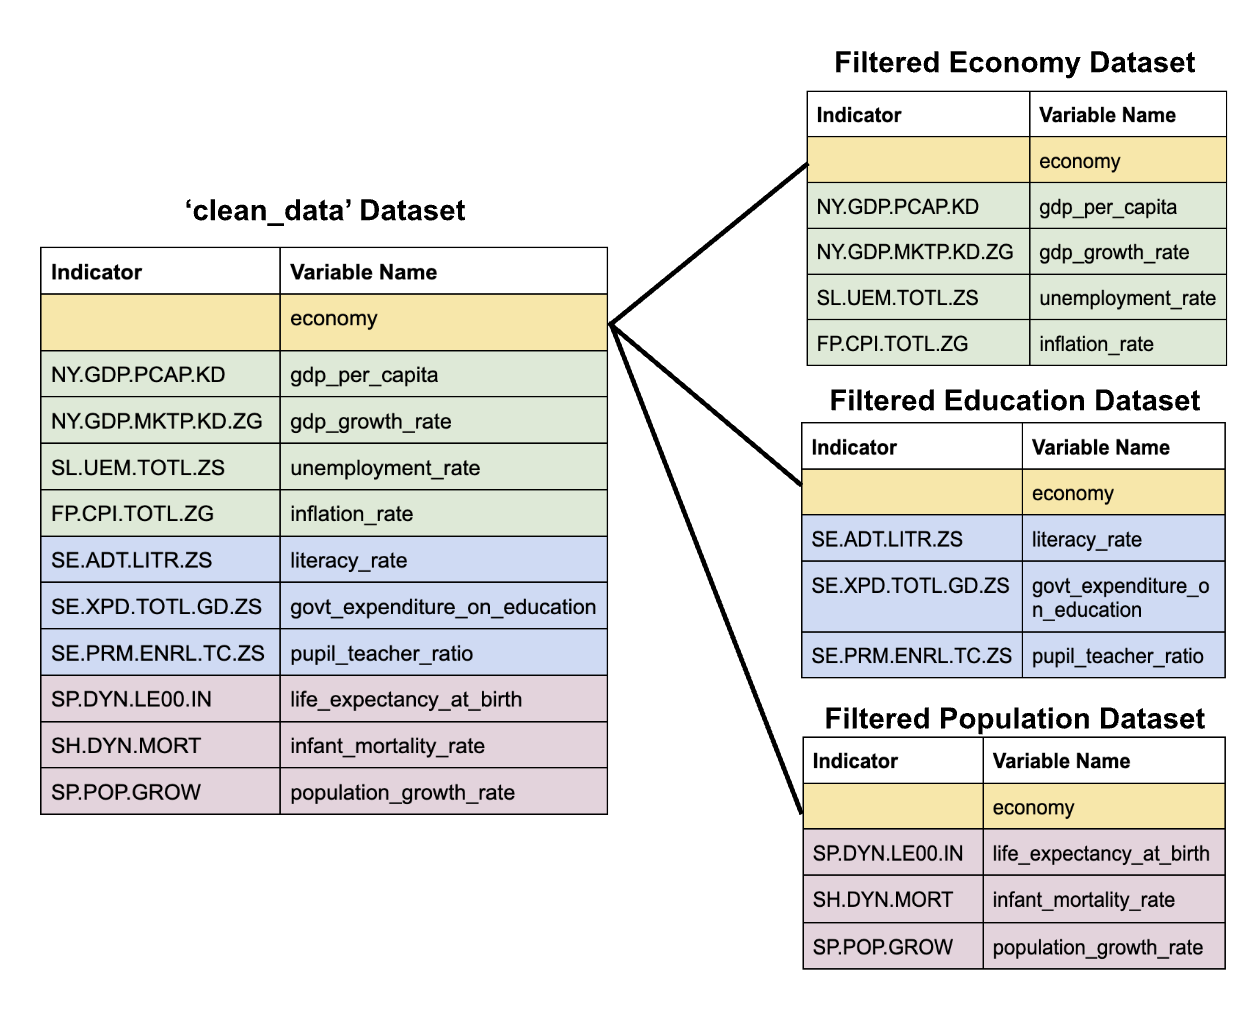 ‘clean_data’ Dataset
Indicator Variable Name
economy
NY.GDP.PCAP.KD gdp_per_capita
NY.GDP.MKTP.KD.ZG gdp_growth_rate
SL.UEM.TOTL.ZS unemployment_rate
FP.CPI.TOTL.ZG inflation_rate
SE.ADT.LITR.ZS literacy_rate
SE.XPD.TOTL.GD.ZS govt_expenditure_on_education
SE.PRM.ENRL.TC.ZS pupil_teacher_ratio
SP.DYN.LE00.IN life_expectancy_at_birth
SH.DYN.MORT infant_mortality_rate
SP.POP.GROW population_growth_rate
Filtered Economy Dataset
Indicator Variable Name
economy
NY.GDP.PCAP.KD gdp_per_capita
NY.GDP.MKTP.KD.ZG gdp_growth_rate
SL.UEM.TOTL.ZS unemployment_rate
FP.CPI.TOTL.ZG inflation_rate
Filtered Education Dataset
Indicator Variable Name
economy
SE.ADT.LITR.ZS literacy_rate
SE.XPD.TOTL.GD.ZS govt_expenditure_o
n_education
SE.PRM.ENRL.TC.ZS pupil_teacher_ratio
Filtered Population Dataset
Indicator Variable Name
economy
SP.DYN.LE00.IN life_expectancy_at_birth
SH.DYN.MORT infant_mortality_rate
SP.POP.GROW population_growth_rate